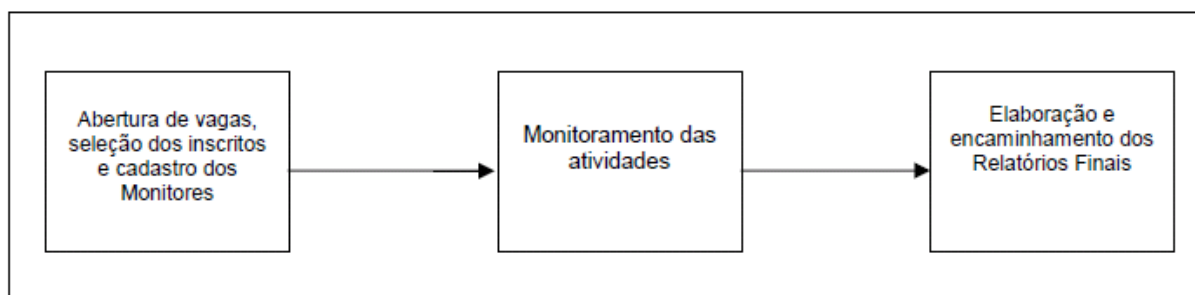 Abertura de vagas,
seleção dos inscritos
e cadastro dos
Monitores
Monitoramento das
atividades
Elaboração e
encaminhamento dos
Relatórios Finais